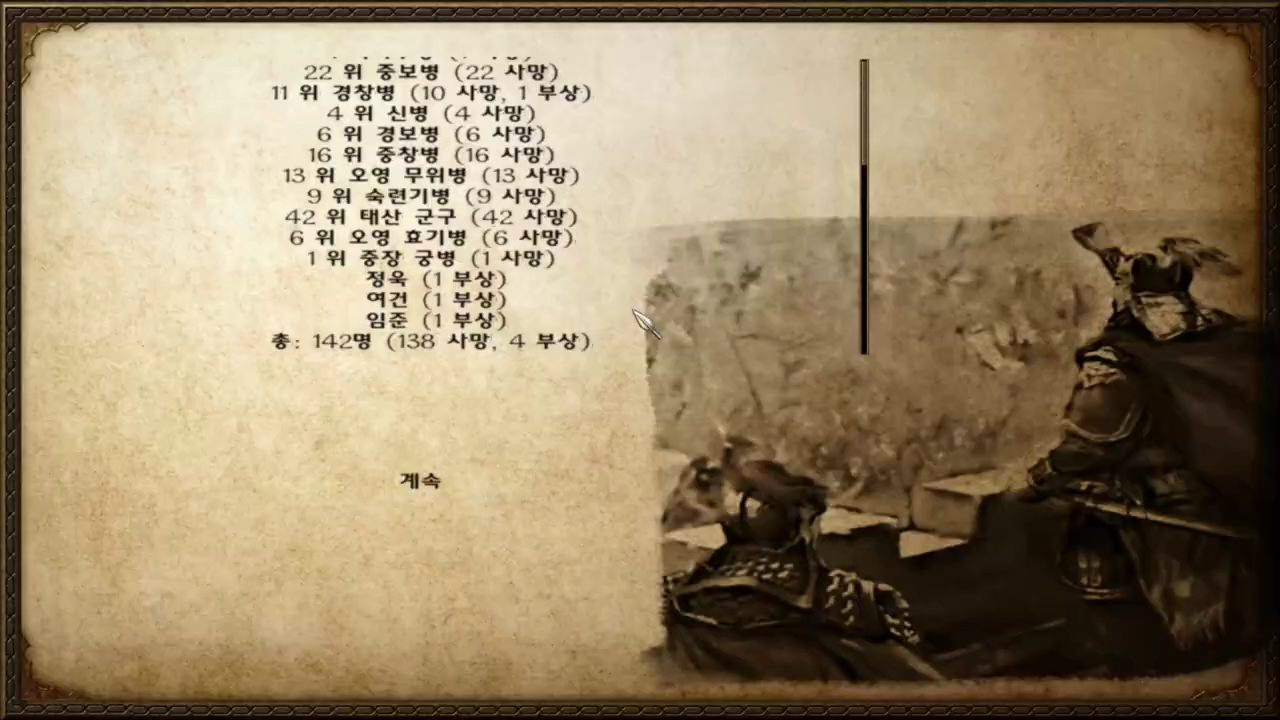 22 위 중보병 (22 사망)
11 위 경창병 (10 사망, 1 부상)
4 위 신병 (4 사망)
6 위 경보병 (6 사망)
16 위 중창병 (16 사망)
13 위 오영 무위병 (13 사망)
9 위 숙련기병 (9 사망)
42 위 태산 군구 (42 사망)
6 위 오영 효기병 (6 사망)
1 위 중장 궁병 (1 사망)
정욱 (1 부상)
여건 (1 부상)
임준 (1 부상)
총: 142명 (138 사망, 4 부상)
계속